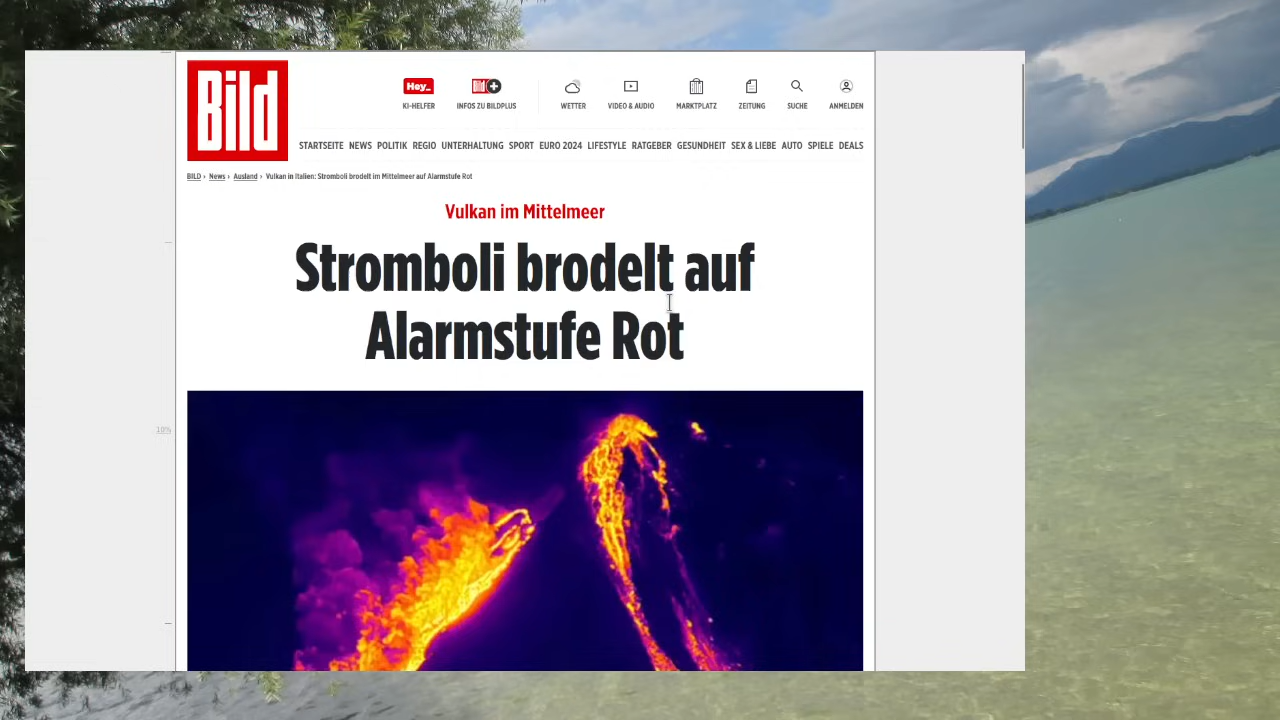 Bild
Hey_
KI-HELFER
INFOS ZU BILDPLUS
WETTER
VIDEO & AUDIO
MARKTPLATZ
ZEITUNG
SUCHE
ANMELDEN
STARTSEITE NEWS POLITIK REGIO UNTERHALTUNG SPORT EURO 2024 LIFESTYLE RATGEBER GESUNDHEIT SEX & LIEBE AUTO SPIELE DEALS
BILD › News › Ausland › Vulkan in Italien: Stromboli brodelt im Mittelmeer auf Alarmstufe Rot
Vulkan im Mittelmeer
Stromboli brodelt auf
Alarmstufe Rot
10%